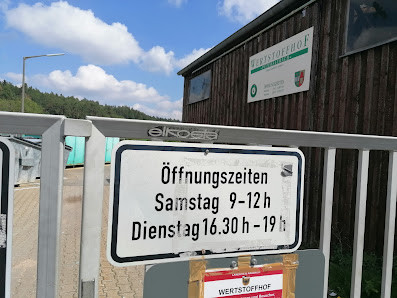 WERTSTOFFHOF
elkosta
Öffnungszeiten
Samstag 9-12 h
Dienstag 16.30 h - 19 h
WERTSTOFFHOF